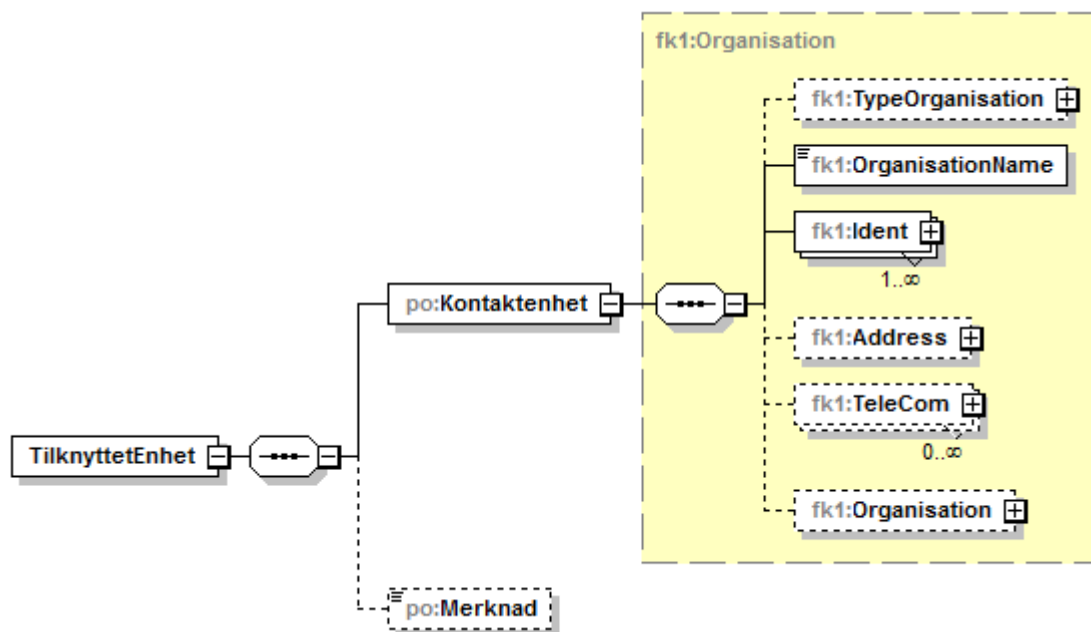 fk1:Organisation
fk1:TypeOrganisation
fk1:OrganisationName
fk1:Ident
1..∞
po:Kontaktenhet
fk1:Address
fk1:TeleCom
0..∞
TilknyttetEnhet
fk1:Organisation
po:Merknad